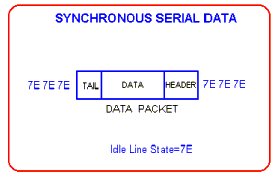 SYNCHRONOUS SERIAL DATA
7E 7E 7E TAIL DATA HEADER 7E 7E 7E
DATA PACKET
Idle Line State=7E